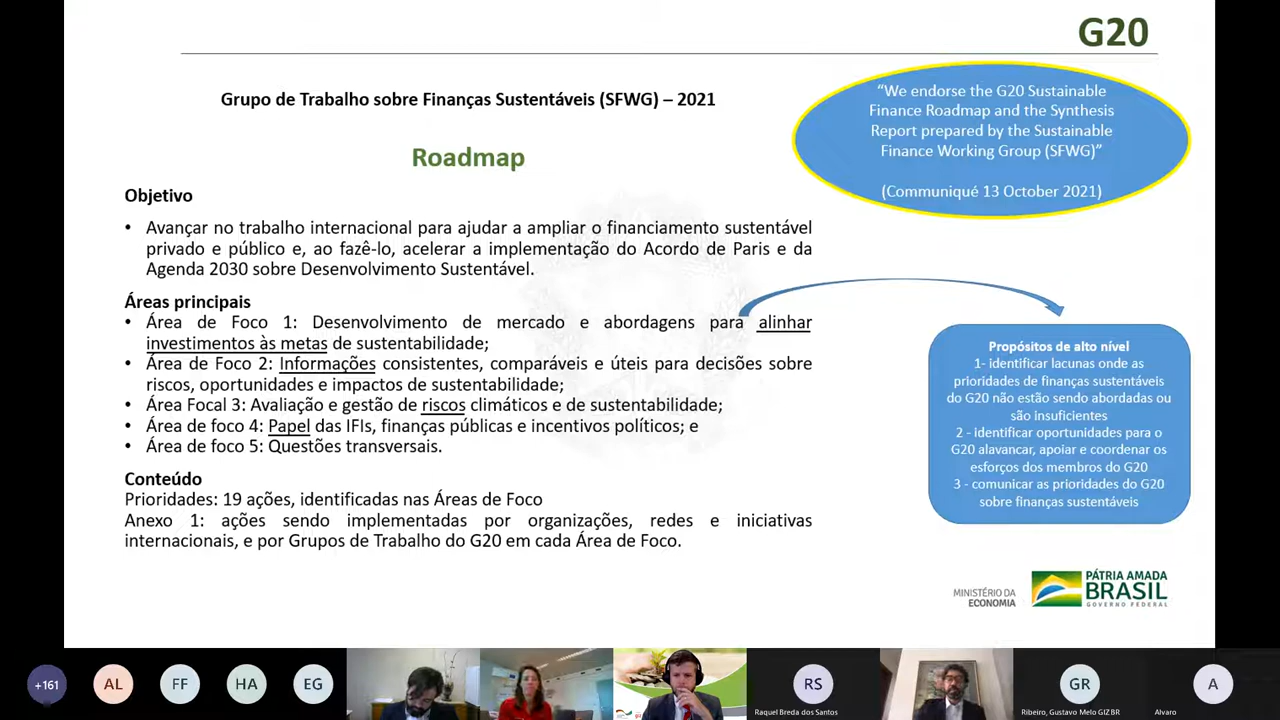 G20
Grupo de Trabalho sobre Finanças Sustentáveis (SFWG) – 2021
Roadmap
“We endorse the G20 Sustainable
Finance Roadmap and the Synthesis
Report prepared by the Sustainable
Finance Working Group (SFWG)”
(Communiqué 13 October 2021)
Objetivo
• Avançar no trabalho internacional para ajudar a ampliar o financiamento sustentável
privado e público e, ao fazê-lo, acelerar a implementação do Acordo de Paris e da
Agenda 2030 sobre Desenvolvimento Sustentável.
Áreas principais
• Área de Foco 1: Desenvolvimento de mercado e abordagens para alinhar
investimentos às metas de sustentabilidade;
• Área de Foco 2: Informações consistentes, comparáveis e úteis para decisões sobre
riscos, oportunidades e impactos de sustentabilidade;
• Área Focal 3: Avaliação e gestão de riscos climáticos e de sustentabilidade;
• Área de foco 4: Papel das IFIs, finanças públicas e incentivos políticos; e
• Área de foco 5: Questões transversais.
Conteúdo
Prioridades: 19 ações, identificadas nas Áreas de Foco
Anexo 1: ações sendo implementadas por organizações, redes e iniciativas
internacionais, e por Grupos de Trabalho do G20 em cada Área de Foco.
Propósitos de alto nível
1- identificar lacunas onde as
prioridades de finanças sustentáveis
do G20 não estão sendo abordadas ou
são insuficientes
2 - identificar oportunidades para o
G20 alavancar, apoiar e coordenar os
esforços dos membros do G20
3 - comunicar as prioridades do G20
sobre finanças sustentáveis
MINISTÉRIO DA
ECONOMIA
PÁTRIA AMADA
BRASIL
GOVERNO FEDERAL
+161
AL
FF
HA
EG
RS
Raquel Breda dos Santos
GR
Ribeiro, Gustavo Melo GIZ BR
A
Alvaro